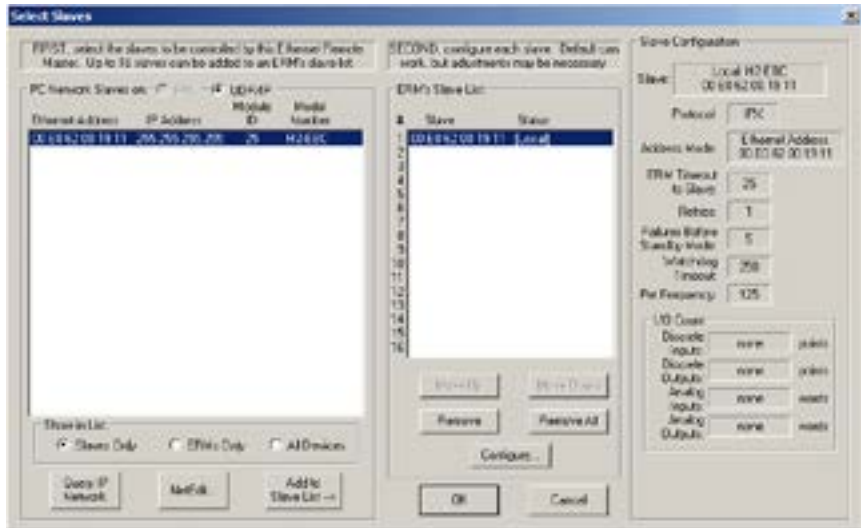 Select Slaves
FIRST, select the slaves to be controlled by this Ethernet Remote
Master. Up to 16 slaves can be added to an ERM's slave list.
PC Network Slaves on: UDP/IP
Ethernet Address IP Address Module ID Model Number
00 E0 62 00 19 11 255.255.255.255 25 H2-EBC
Show in List:
Slaves Only ERMs Only All Devices
Query IP Network
NetEdit...
Add to Slave List -->
SECOND, configure each slave. Default can
work, but adjustments may be necessary
ERM's Slave List:
# Slave Status
1 00 E0 62 00 19 11 (Local)
2
3
4
5
6
7
8
9
10
11
12
13
14
15
16
Move Up Move Down
Remove Remove All
Configure...
OK Cancel
Slave Configuration
Slave: Local H2-EBC
00 E0 62 00 19 11
Protocol IPX
Address Mode: Ethernet Address
00 E0 62 00 19 11
ERM Timeout to Slave: 25
Retries: 1
Failures Before Standby Mode: 5
Watchdog Timeout: 250
Per Frequency: 125
I/O Count
Discrete Inputs: none points
Discrete Outputs: none points
Analog Inputs: none words
Analog Outputs: none words